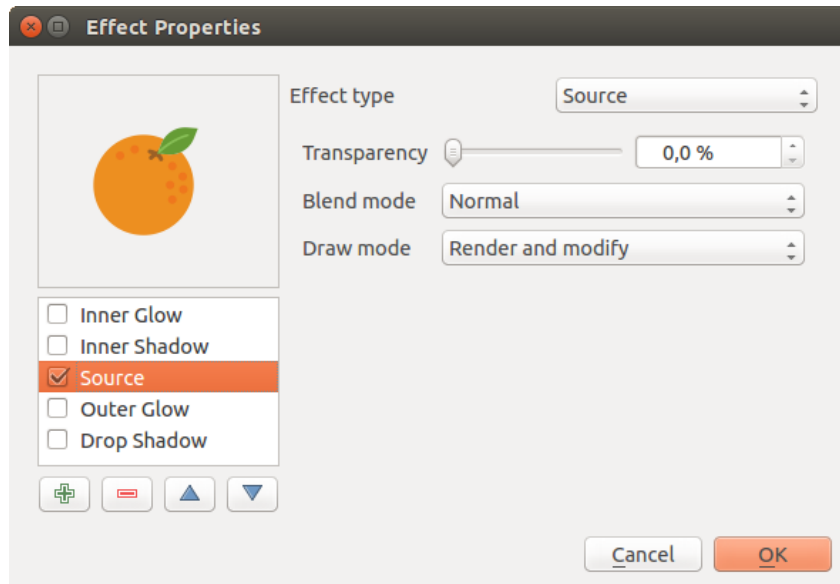 Effect Properties
Effect type
Source
Transparency
0,0 %
Blend mode
Normal
Draw mode
Render and modify
Inner Glow
Inner Shadow
Source
Outer Glow
Drop Shadow
Cancel
OK